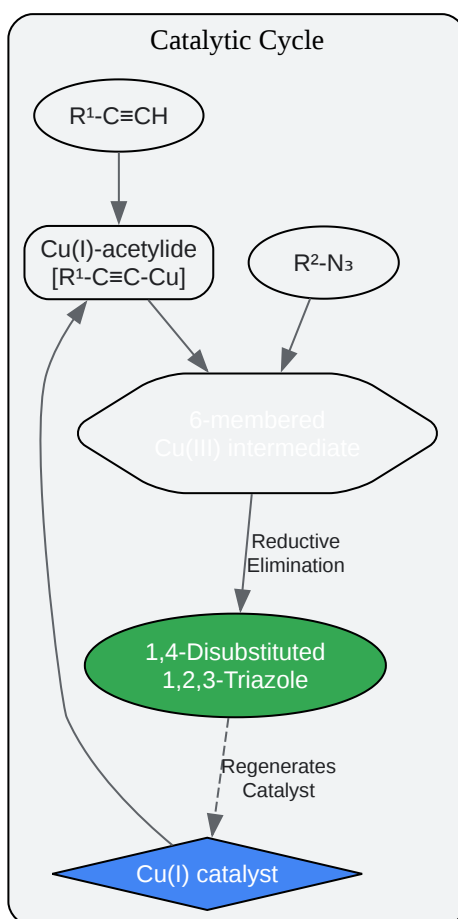 Catalytic Cycle
R¹-C≡CH
Cu(I)-acetylide
[R¹-C≡C-Cu]
R²-N₃
6-membered
Cu(III) intermediate
Reductive
Elimination
1,4-Disubstituted
1,2,3-Triazole
Regenerates
Catalyst
Cu(I) catalyst